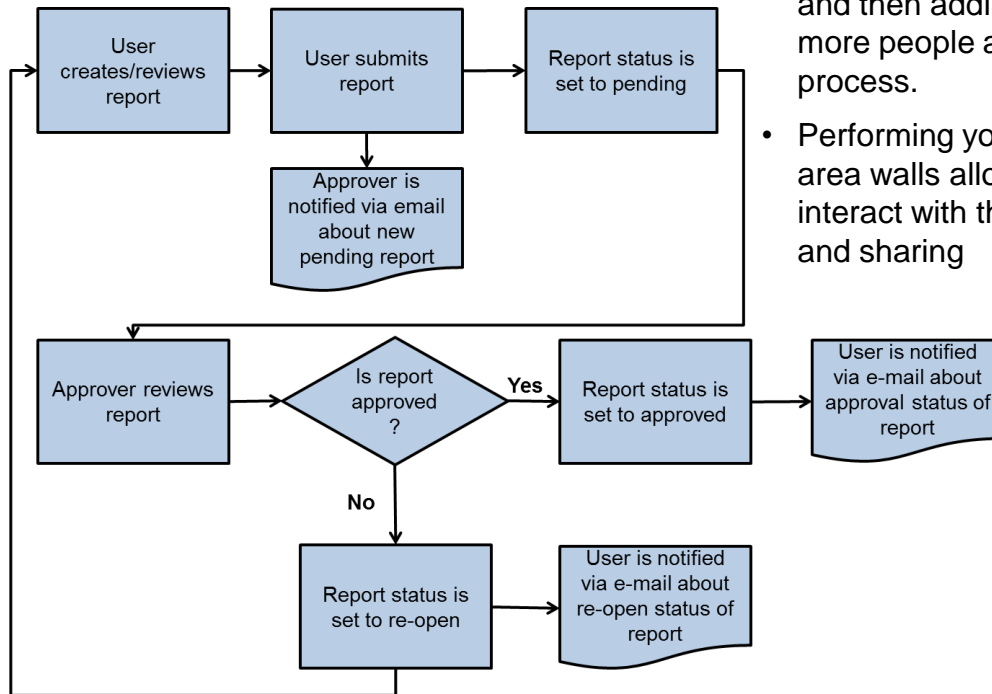 User
creates/reviews
report
User submits
report
Report status is
set to pending
Approver is
notified via email
about new
pending report
Approver reviews
report
Is report
approved
?
Yes
Report status is
set to approved
User is notified
via e-mail about
approval status of
report
No
Report status is
set to re-open
User is notified
via e-mail about
re-open status of
report
and then
more people
process.
• Performing
area walls
interact with
and sharing